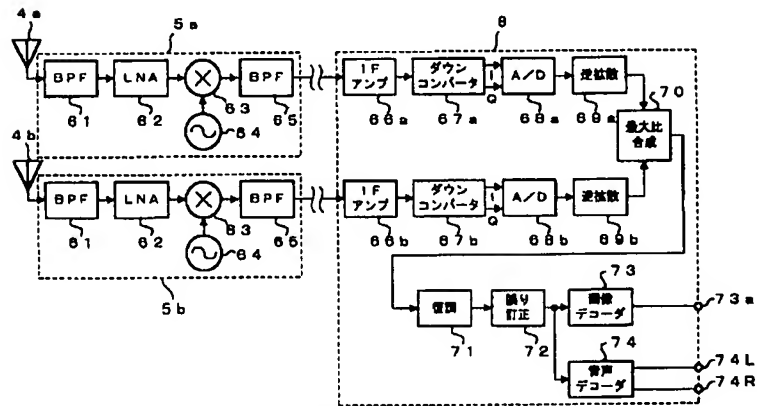 4a
5a
8
BPF
LNA
BPF
IF
アンプ
ダウン
コンバータ
I
Q
A/D
逆拡散
70
61
62
63
64
65
66a
67a
68a
69a
最大比
合成
4b
BPF
LNA
BPF
IF
アンプ
ダウン
コンバータ
I
Q
A/D
逆拡散
61
62
63
64
65
66b
67b
68b
69b
5b
復調
誤り
訂正
73
画像
デコーダ
73a
71
72
74
音声
デコーダ
74L
74R